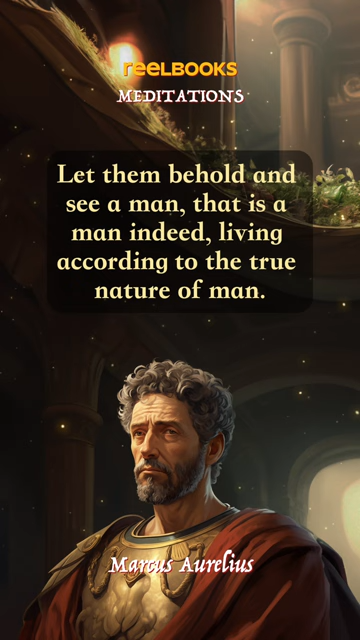 reelBOOKS
MEDITATIONS
Let them behold and
see a man, that is a
man indeed, living
according to the true
nature of man.
Marcus Aurelius